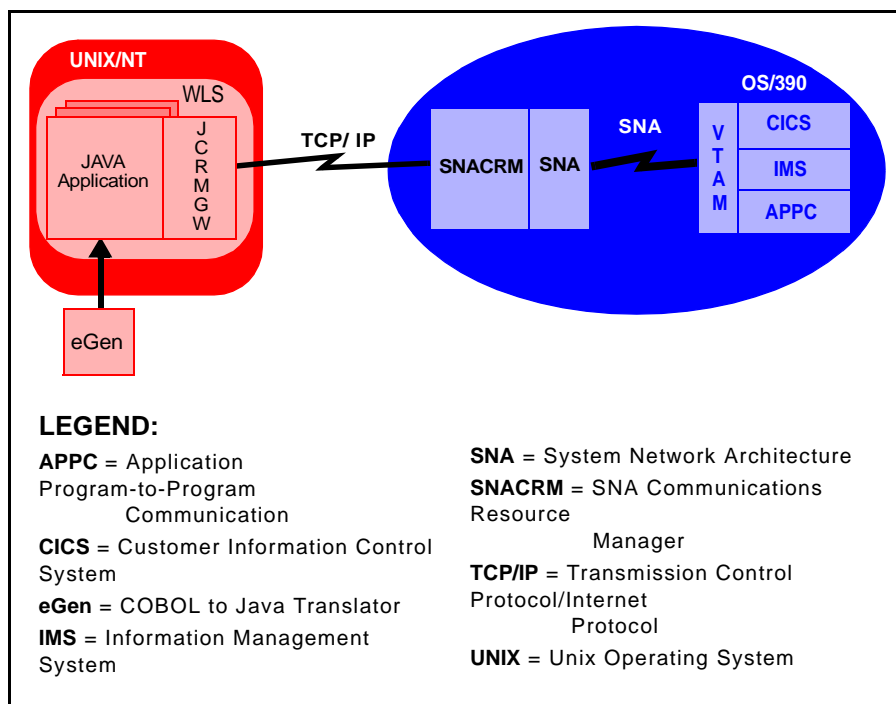 UNIX/NT
WLS
JAVA
Application
J
C
R
M
G
W
eGen
TCP/ IP
SNACRM
SNA
SNA
OS/390
V
T
A
M
CICS
IMS
APPC
LEGEND:
APPC = Application
Program-to-Program
Communication
CICS = Customer Information Control
System
eGen = COBOL to Java Translator
IMS = Information Management
System
SNA = System Network Architecture
SNACRM = SNA Communications
Resource
Manager
TCP/IP = Transmission Control
Protocol/Internet
Protocol
UNIX = Unix Operating System